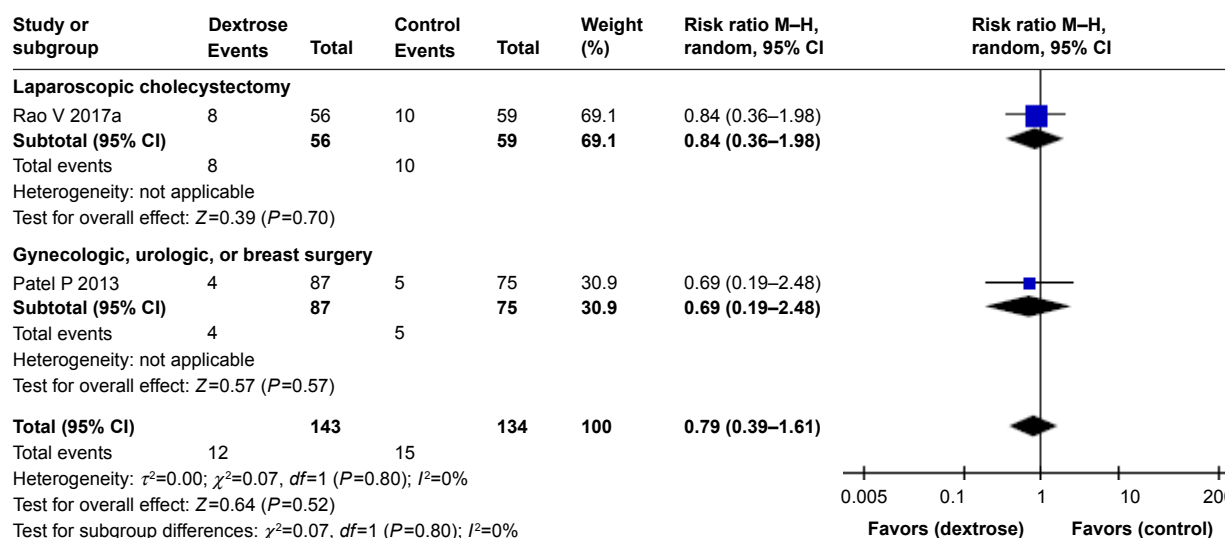 Study or subgroup Dextrose Events Total Control Events Total Weight (%) Risk ratio M–H, random, 95% CI Risk ratio M–H, random, 95% CI
Laparoscopic cholecystectomy
Rao V 2017a 8 56 10 59 69.1 0.84 (0.36–1.98)
Subtotal (95% CI) 56 59 69.1 0.84 (0.36–1.98)
Total events 8 10
Heterogeneity: not applicable
Test for overall effect: Z=0.39 (P=0.70)
Gynecologic, urologic, or breast surgery
Patel P 2013 4 87 5 75 30.9 0.69 (0.19–2.48)
Subtotal (95% CI) 87 75 30.9 0.69 (0.19–2.48)
Total events 4 5
Heterogeneity: not applicable
Test for overall effect: Z=0.57 (P=0.57)
Total (95% CI) 143 134 100 0.79 (0.39–1.61)
Total events 12 15
Heterogeneity: τ²=0.00; χ²=0.07, df=1 (P=0.80); I²=0%
Test for overall effect: Z=0.64 (P=0.52)
Test for subgroup differences: χ²=0.07, df=1 (P=0.80); I²=0%
0.005 0.1 1 10
Favors (dextrose) Favors (control)